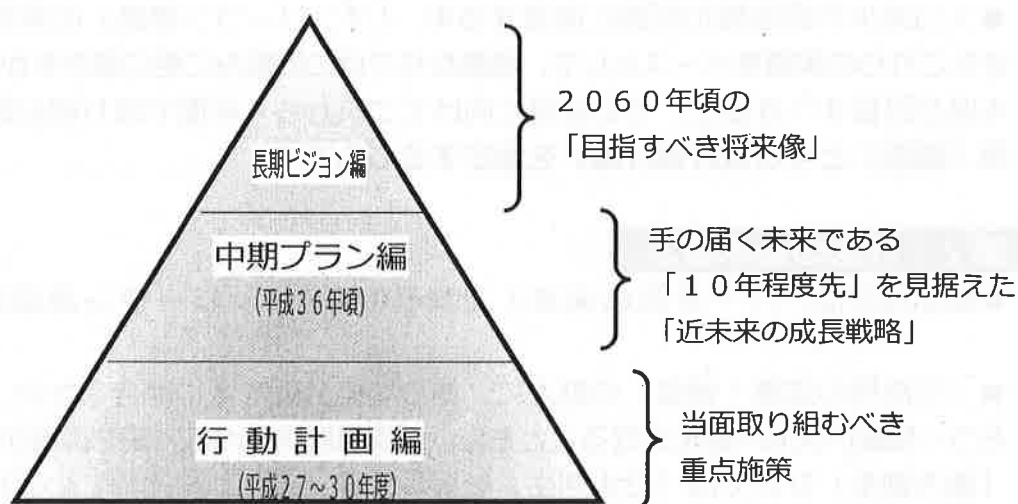 長期ビジョン編
2060年頃の
「目指すべき将来像」
中期プラン編
(平成36年頃)
手の届く未来である
「10年程度先」を見据えた
「近未来の成長戦略」
行動計画編
(平成27~30年度)
当面取り組むべき
重点施策